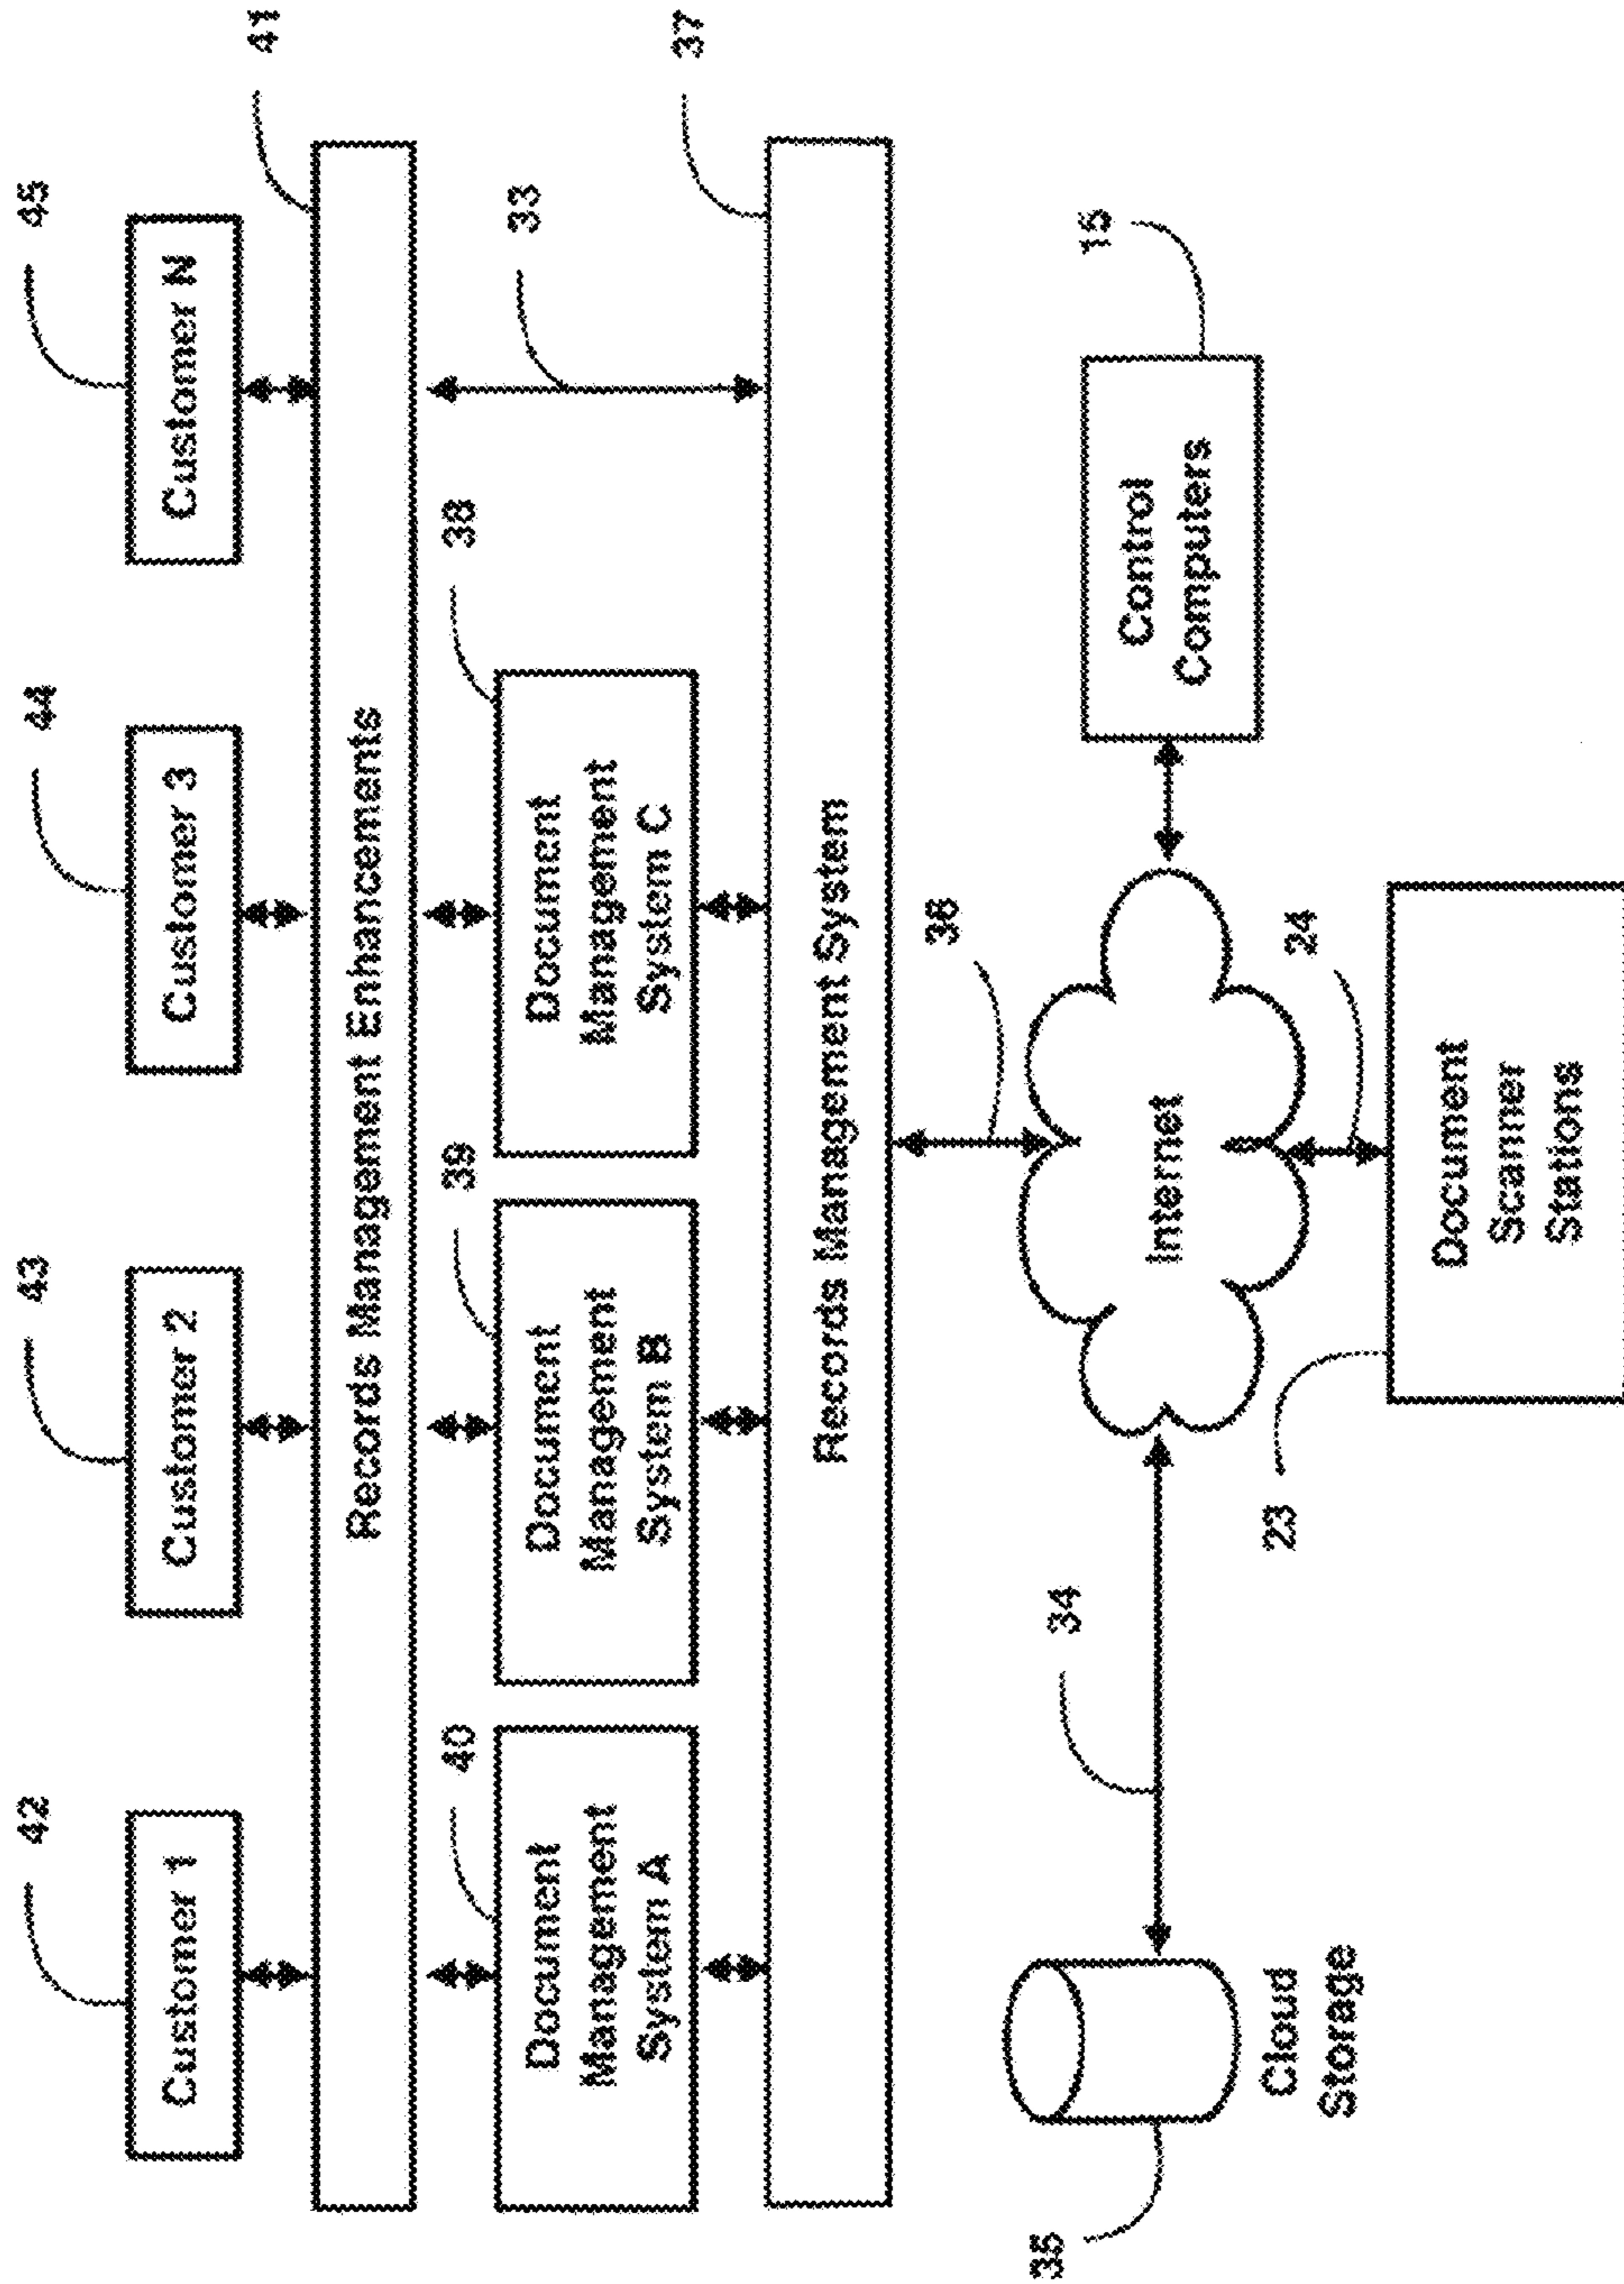 42
43
44
45
Customer 1
Customer 2
Customer 3
Customer N
41
Records Management Enhancements
40
39
38
33
Document
Management
System A
Document
Management
System B
Document
Management
System C
37
Records Management System
36
35
34
Internet
15
Control
Computers
Cloud
Storage
23
24
Document
Scanner
Stations